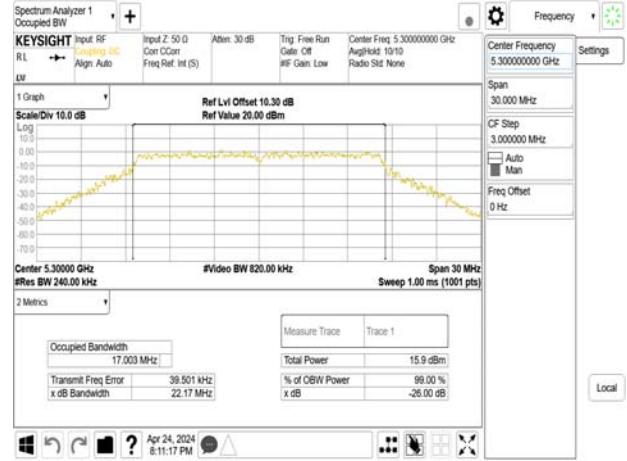 Spectrum Analyzer 1
Occupied BW
Frequency
KEYSIGHT
RL
Input: RF
Coupling: DC
Align: Auto
Input Z: 50 Ω
Corr CCorr
Freq Ref: Int (S)
Atten: 30 dB
Trig: Free Run
Gate: Off
#IF Gain: Low
Center Freq: 5.300000000 GHz
Avg|Hold: 10/10
Radio Std: None
LVI
1 Graph
Scale/Div 10.0 dB
Ref Lvl Offset 10.30 dB
Ref Value 20.00 dBm
Log
10.0
0.00
-10.0
-20.0
-30.0
-40.0
-50.0
-60.0
-70.0
Center 5.30000 GHz
#Res BW 240.00 kHz
#Video BW 820.00 kHz
Span 30 MHz
Sweep 1.00 ms (1001 pts)
2 Metrics
Measure Trace Trace 1
Occupied Bandwidth
17.003 MHz
Total Power 15.9 dBm
Transmit Freq Error 39.501 kHz
% of OBW Power 99.00 %
x dB Bandwidth 22.17 MHz
x dB -26.00 dB
Center Frequency
5.300000000 GHz
Settings
Span
30.000 MHz
CF Step
3.000000 MHz
Auto
Man
Freq Offset
0 Hz
Local
?
Apr 24, 2024
8:11:17 PM